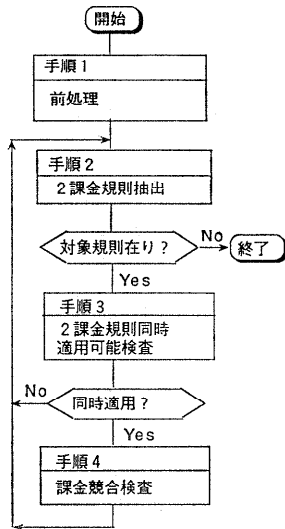 開始
手順1
前処理
手順2
2課金規則抽出
対象規則在り？
No
終了
Yes
手順3
2課金規則同時
適用可能検査
No
同時適用？
Yes
手順4
課金競合検査